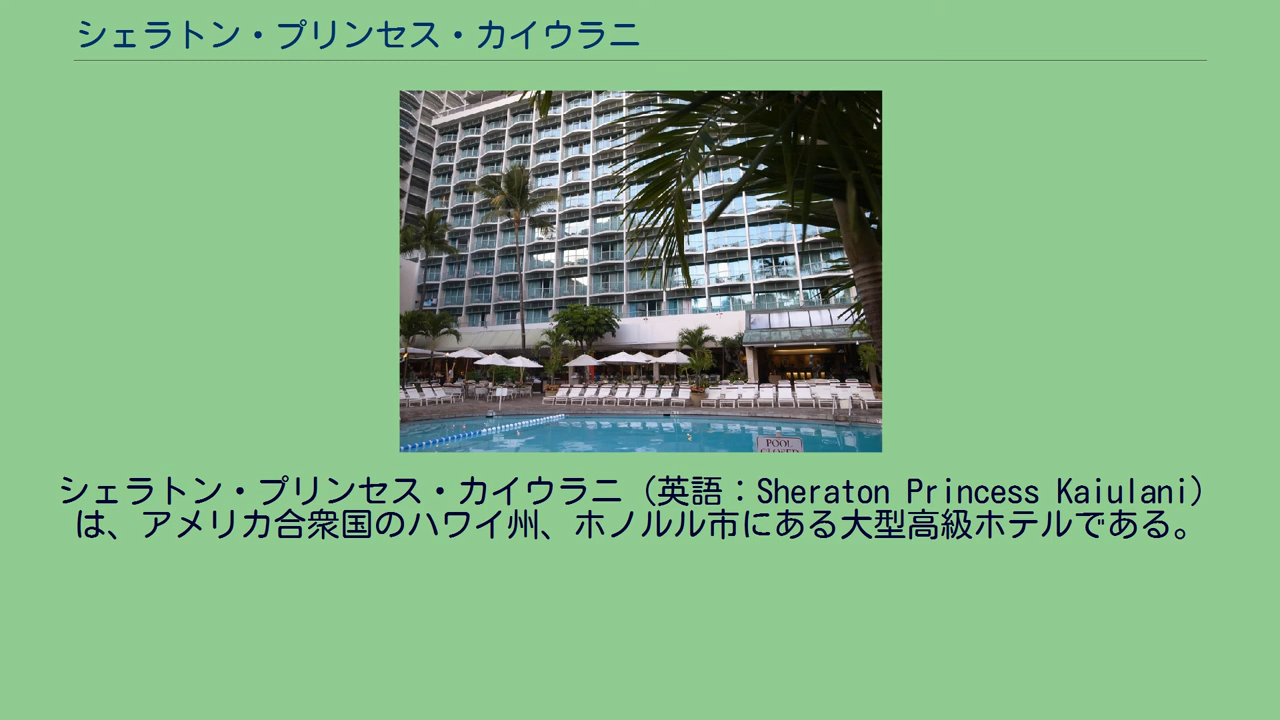 シェラトン・プリンセス・カイウラニ
POOL
CLOSED
シェラトン・プリンセス・カイウラニ（英語：Sheraton Princess Kaiulani）
は、アメリカ合衆国のハワイ州、ホノルル市にある大型高級ホテルである。